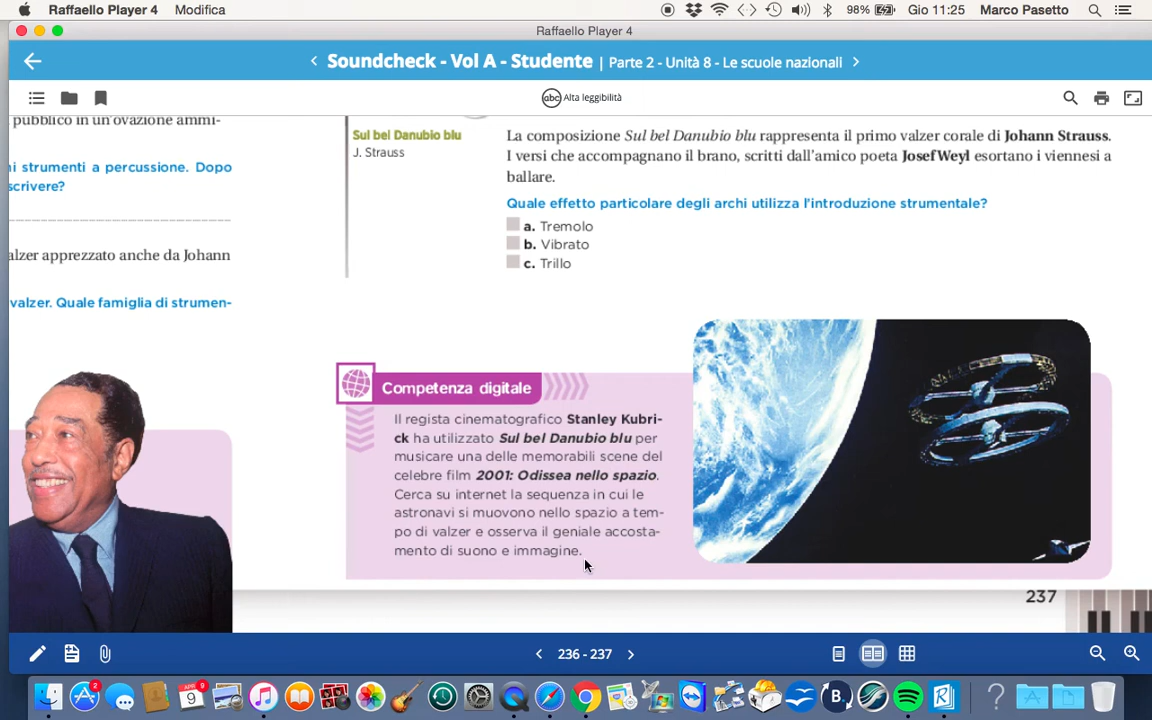 Raffaello Player 4 Modifica 98% Gio 11:25 Marco Pasetto
Raffaello Player 4
Soundcheck - Vol A - Studente | Parte 2 - Unità 8 - Le scuole nazionali
abc Alta leggibilità
pubblico in un'ovazione ammi-
ni strumenti a percussione. Dopo
scrivere?
alzer apprezzato anche da Johann
valzer. Quale famiglia di strumen-
Sul bel Danubio blu
J. Strauss
La composizione Sul bel Danubio blu rappresenta il primo valzer corale di Johann Strauss.
I versi che accompagnano il brano, scritti dall'amico poeta Josef Weyl esortano i viennesi a
ballare.
Quale effetto particolare degli archi utilizza l'introduzione strumentale?
a. Tremolo
b. Vibrato
c. Trillo
Competenza digitale
Il regista cinematografico Stanley Kubri-
ck ha utilizzato Sul bel Danubio blu per
musicare una delle memorabili scene del
celebre film 2001: Odissea nello spazio.
Cerca su internet la sequenza in cui le
astronavi si muovono nello spazio a tem-
po di valzer e osserva il geniale accosta-
mento di suono e immagine.
237
236 - 237
2
APR
9
9
B.